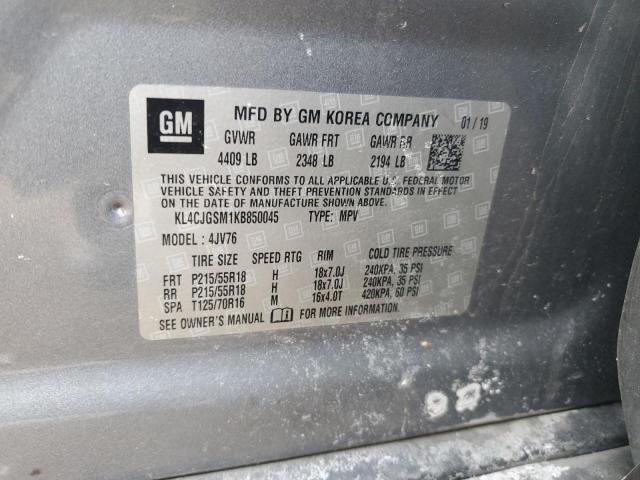 GM
MFD BY GM KOREA COMPANY 01/19
GVWR GAWR FRT GAWR RR
4409 LB 2348 LB 2194 LB
THIS VEHICLE CONFORMS TO ALL APPLICABLE U.S. FEDERAL MOTOR
VEHICLE SAFETY AND THEFT PREVENTION STANDARDS IN EFFECT
ON THE DATE OF MANUFACTURE SHOWN ABOVE.
KL4CJGSM1KB850045 TYPE: MPV
MODEL: 4JV76
TIRE SIZE SPEED RTG RIM COLD TIRE PRESSURE
FRT P215/55R18 H 18x7.0J 240KPA, 35 PSI
RR P215/55R18 H 18x7.0J 240KPA, 35 PSI
SPA T125/70R16 M 16x4.0T 420KPA, 60 PSI
SEE OWNER'S MANUAL FOR MORE INFORMATION.